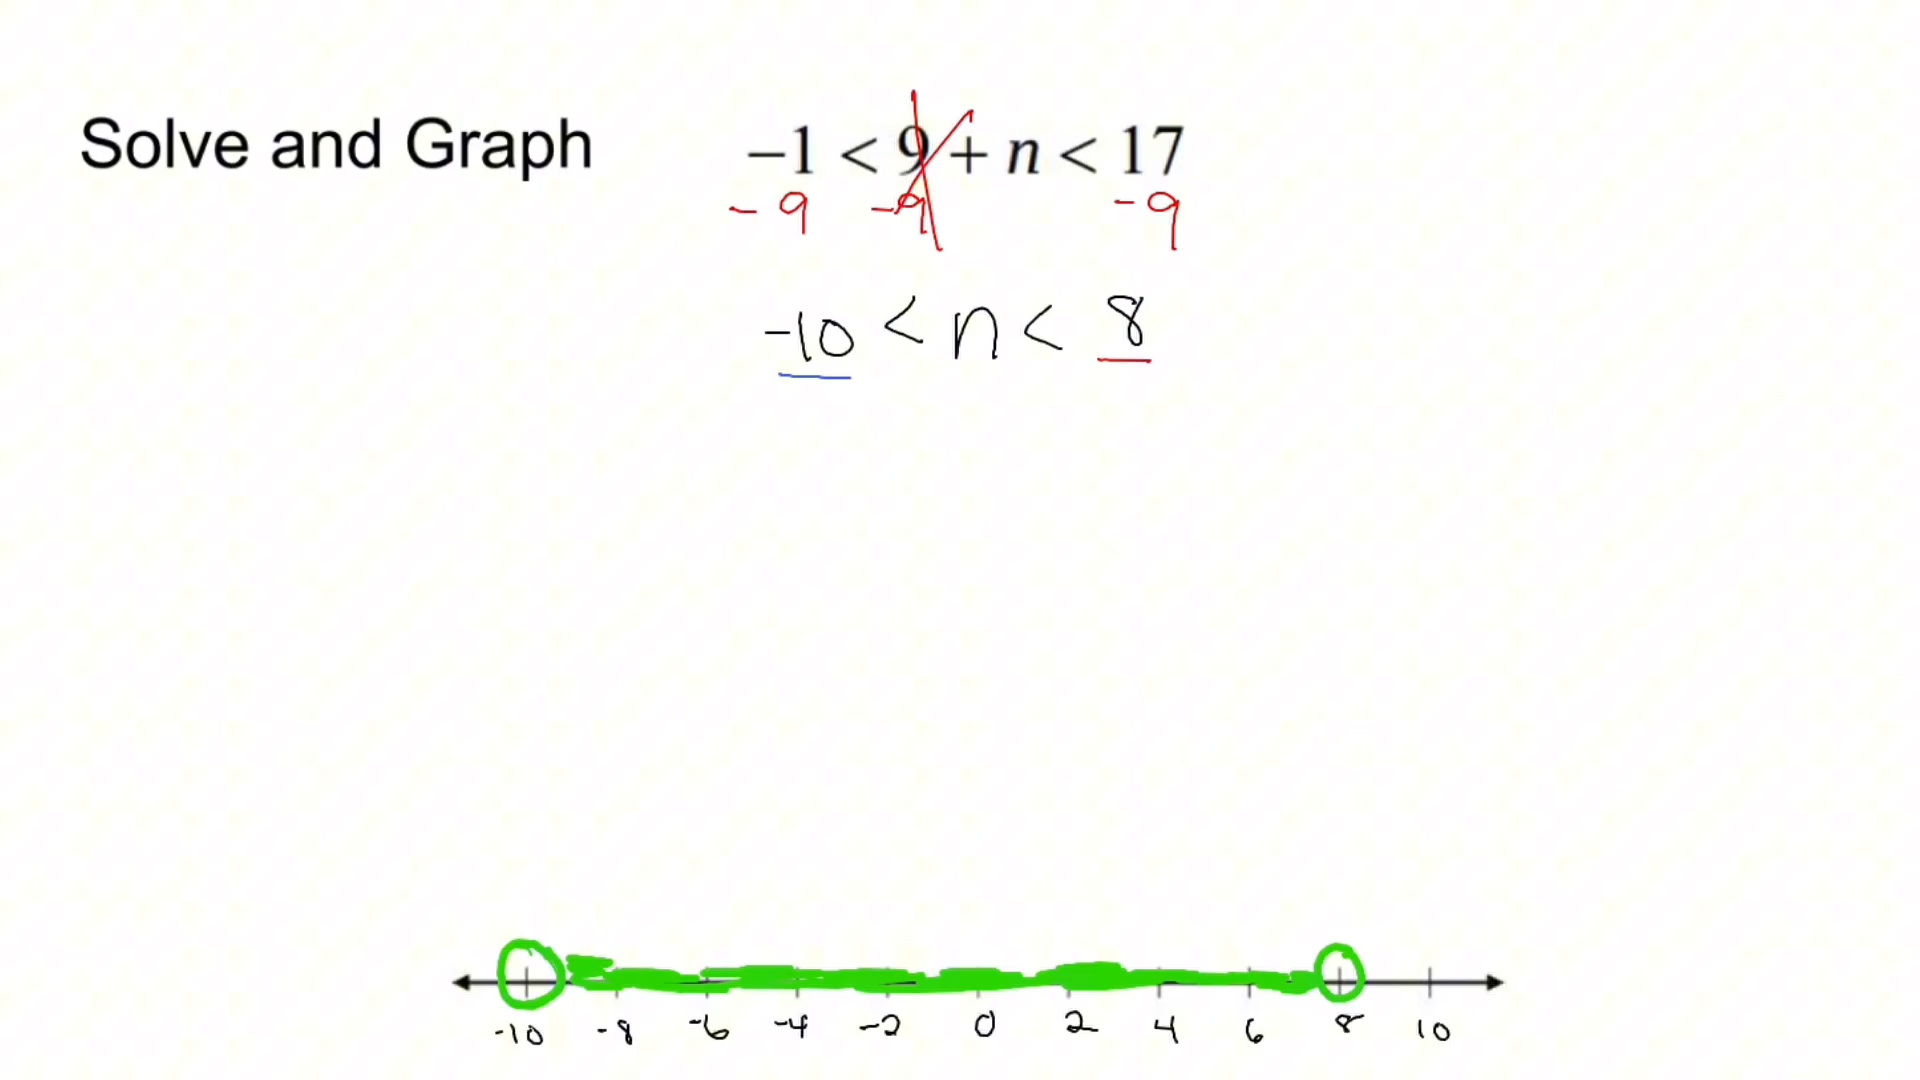 Solve and Graph
−1 < 9 + n < 17
-9 -9 -9
-10 < n < 8
-10 -8 -6 -4 -2 0 2 4 6 8 10